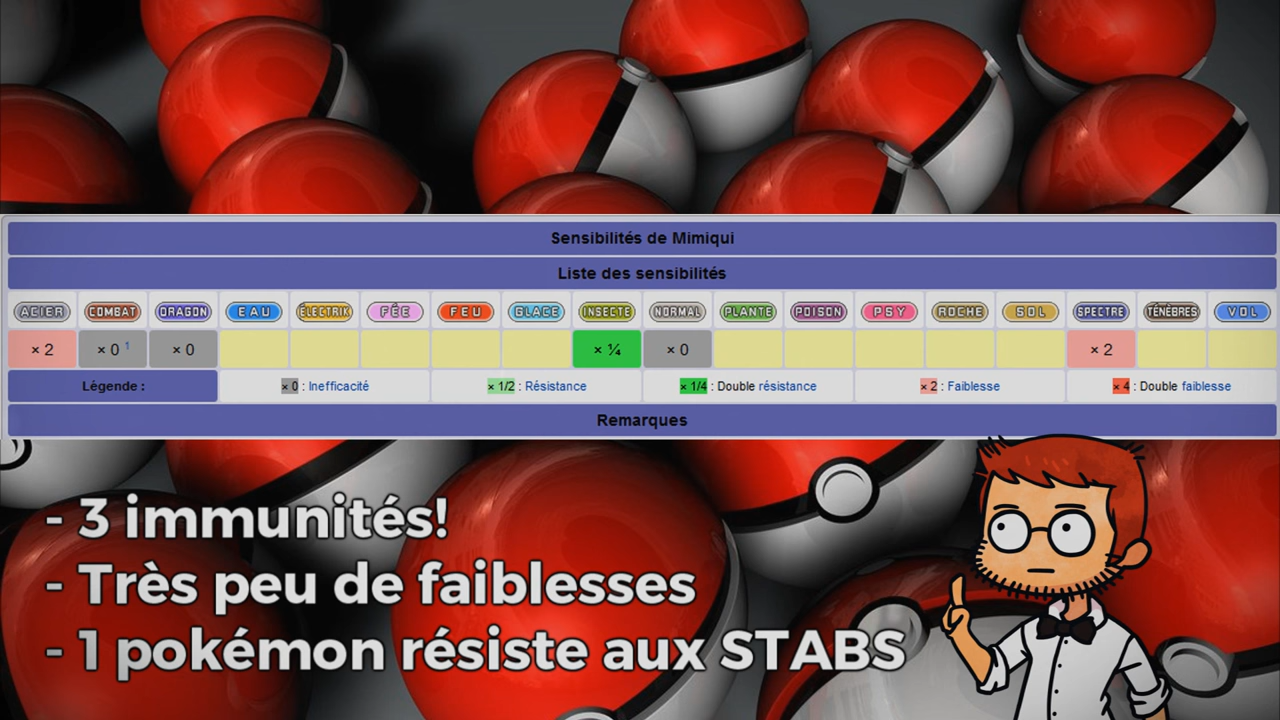 Sensibilités de Mimiqui
Liste des sensibilités
ACIER COMBAT DRAGON EAU ÉLECTRIK FÉE FEU GLACE INSECTE NORMAL PLANTE POISON PSY ROCHE SOL SPECTRE TÉNÈBRES VOL
× 2 × 0 ¹ × 0 × ¼ × 0 × 2
Légende : × 0 : Inefficacité × 1/2 : Résistance × 1/4 : Double résistance × 2 : Faiblesse × 4 : Double faiblesse
Remarques
- 3 immunités!
- Très peu de faiblesses
- 1 pokémon résiste aux STABS